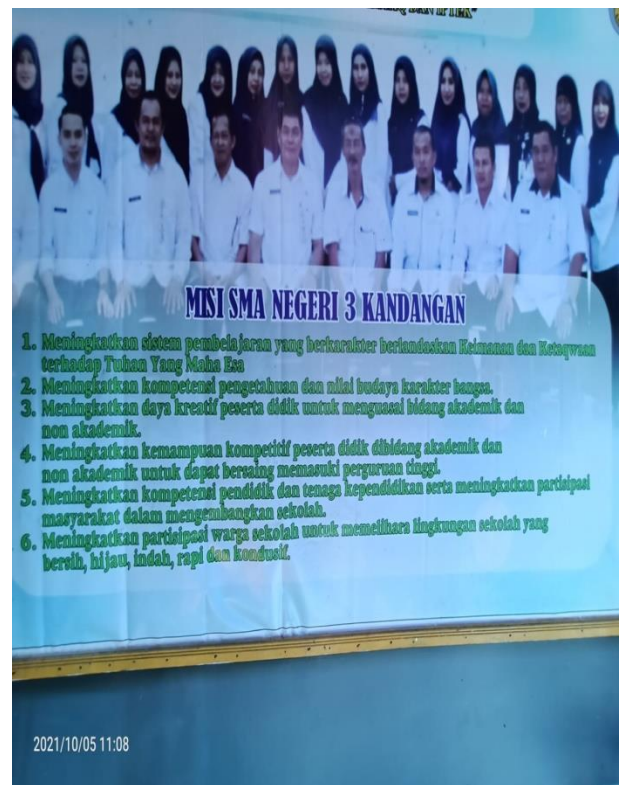 DAN IPTEK"
MISI SMA NEGERI 3 KANDANGAN
1. Meningkatkan sistem pembelajaran yang berkarakter berlandaskan Keimanan dan Ketaqwaan
terhadap Tuhan Yang Maha Esa
2. Meningkatkan kompetensi pengetahuan dan nilai budaya karakter bangsa.
3. Meningkatkan daya kreatif peserta didik untuk menguasai bidang akademik dan
non akademik.
4. Meningkatkan kemampuan kompetitif peserta didik dibidang akademik dan
non akademik untuk dapat bersaing memasuki perguruan tinggi.
5. Meningkatkan kompetensi pendidik dan tenaga kependidikan serta meningkatkan partipasi
masyarakat dalam mengembangkan sekolah.
6. Meningkatkan partisipasi warga sekolah untuk memelihara lingkungan sekolah yang
bersih, hijau, indah, rapi dan kondusif.
2021/10/05 11:08